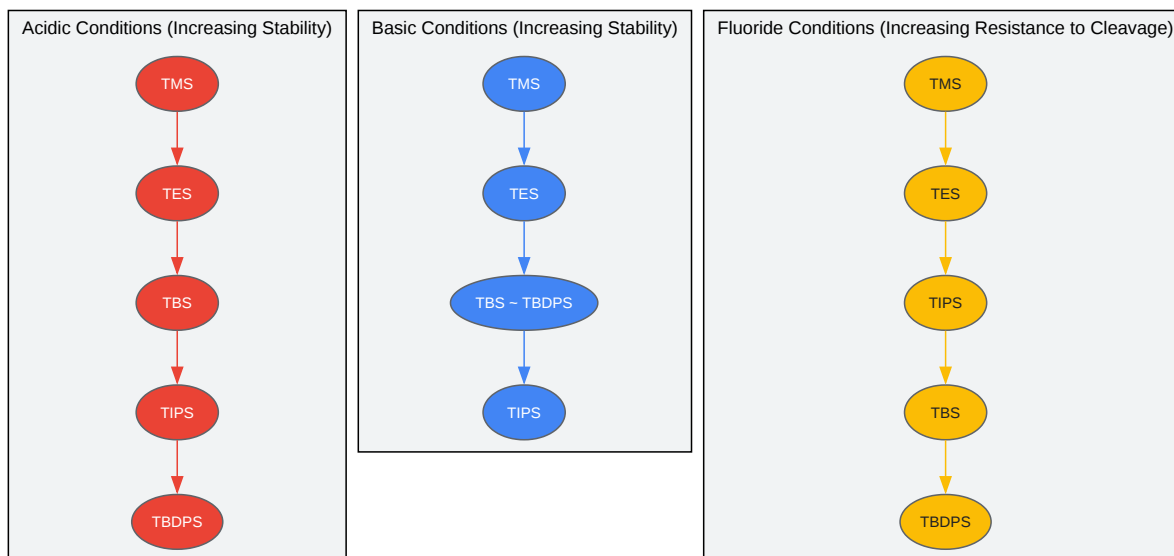 Acidic Conditions (Increasing Stability)
TMS
TES
TBS
TIPS
TBDPS
Basic Conditions (Increasing Stability)
TMS
TES
TBS ~ TBDPS
TIPS
Fluoride Conditions (Increasing Resistance to Cleavage)
TMS
TES
TIPS
TBS
TBDPS